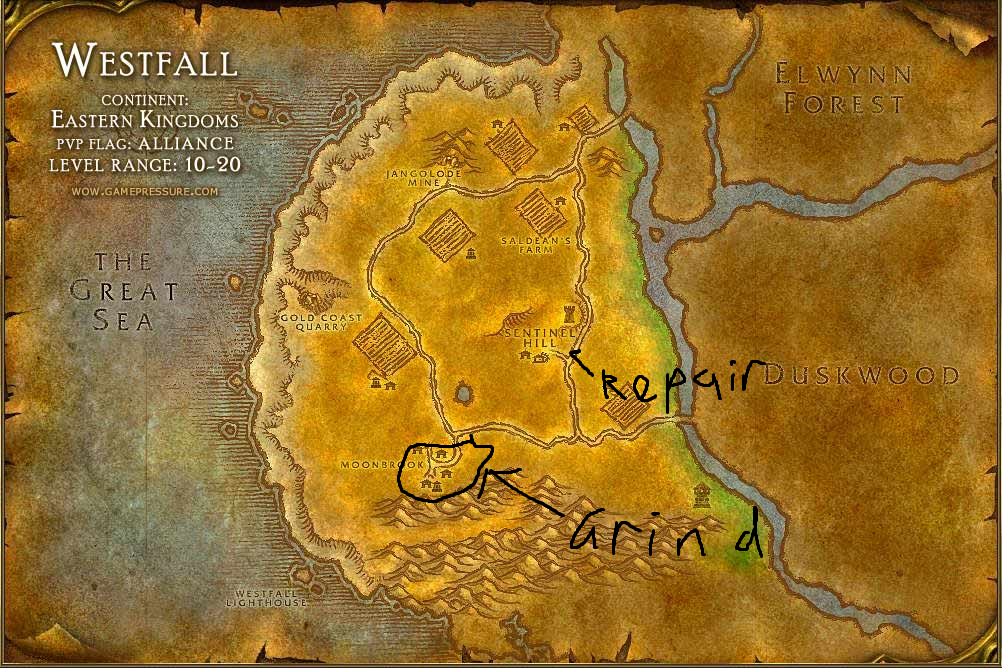 WESTFALL
CONTINENT:
EASTERN KINGDOMS
PVP FLAG: ALLIANCE
LEVEL RANGE: 10-20
WOW.GAMEPRESSURE.COM
ELWYNN
FOREST
JANGOLODE
MINE
SALDEAN'S
FARM
THE
GREAT
SEA
GOLD COAST
QUARRY
SENTINEL
HILL
Repair
DUSKWOOD
MOONBROOK
Grind
WESTFALL
LIGHTHOUSE